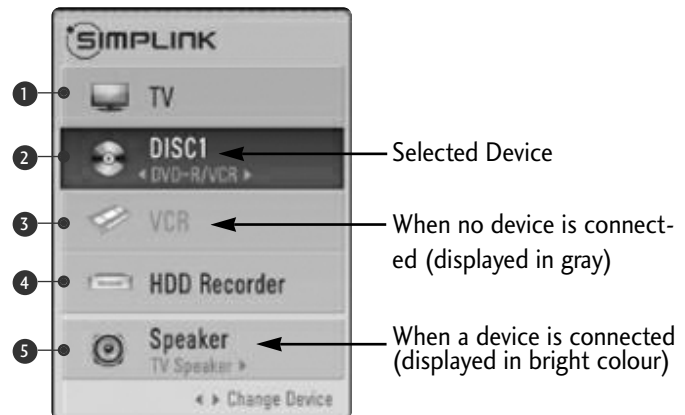 SIMPLINK
1 TV
2 DISC1
◂ DVD-R/VCR ▸
Selected Device
3 VCR
When no device is connect-
ed (displayed in gray)
4 HDD Recorder
5 Speaker
TV Speaker ▸
When a device is connected
(displayed in bright colour)
◂ ▸ Change Device